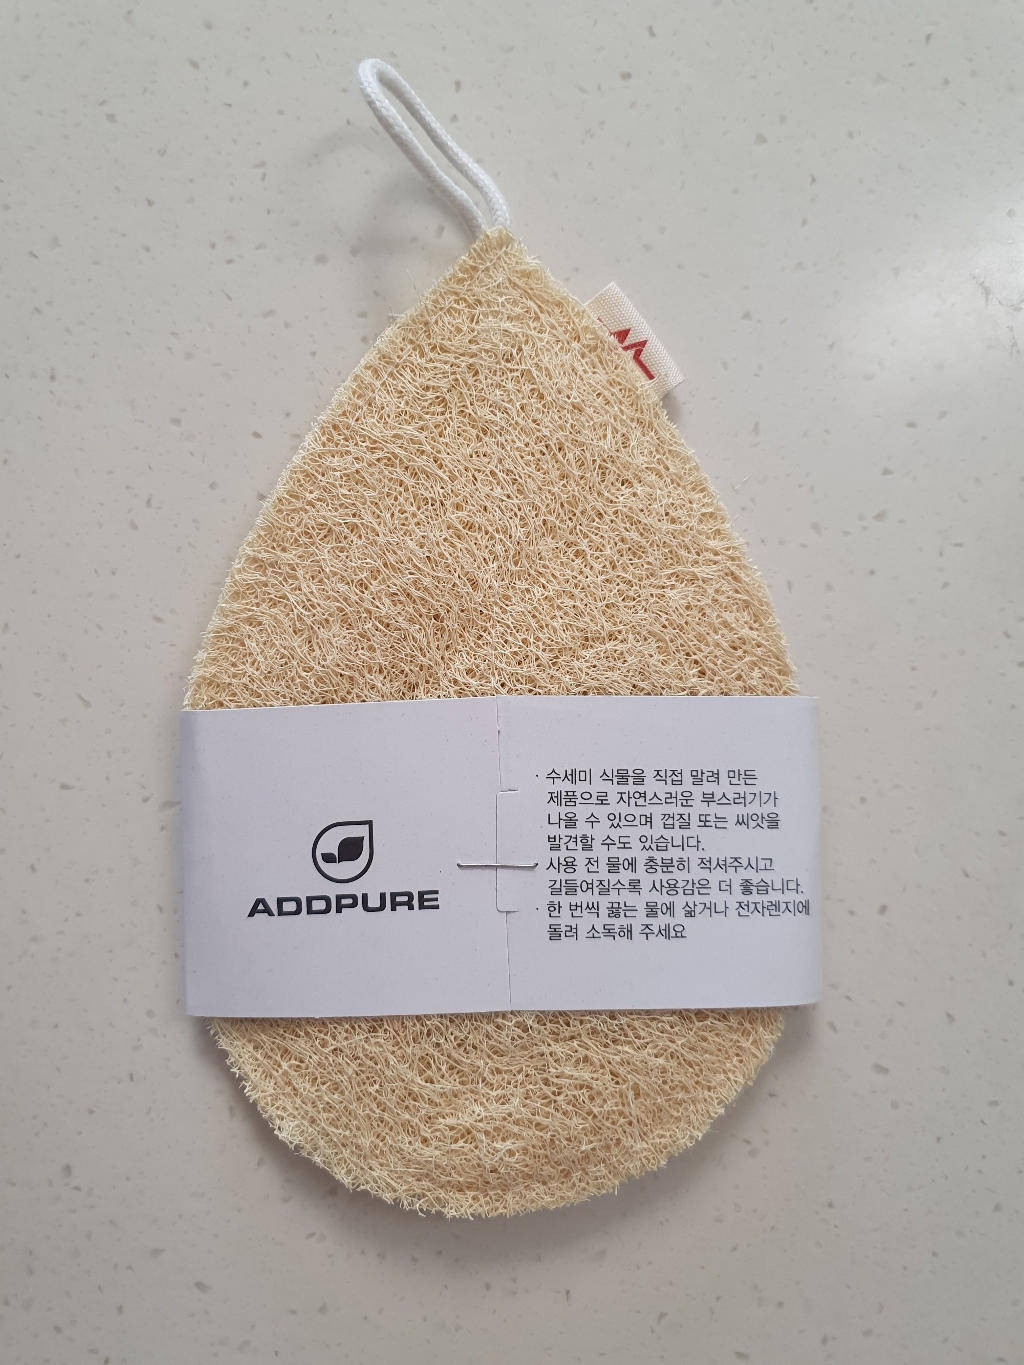 ADDPURE
· 수세미 식물을 직접 말려 만든
제품으로 자연스러운 부스러기가
나올 수 있으며 껍질 또는 씨앗을
발견할 수도 있습니다.
· 사용 전 물에 충분히 적셔주시고
길들여질수록 사용감은 더 좋습니다.
· 한 번씩 끓는 물에 삶거나 전자렌지에
돌려 소독해 주세요